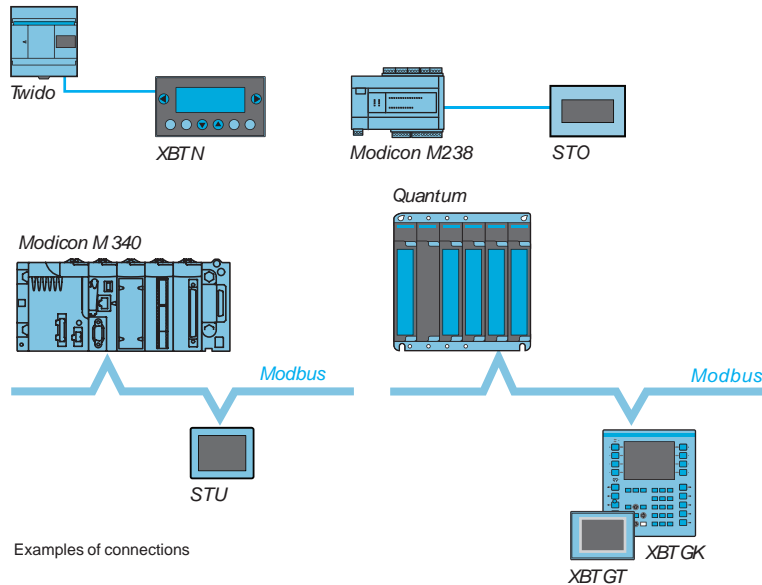 Twido
XBT N
Modicon M238
STO
Quantum
Modicon M 340
Modbus
Modbus
STU
XBT GK
XBT GT
Examples of connections